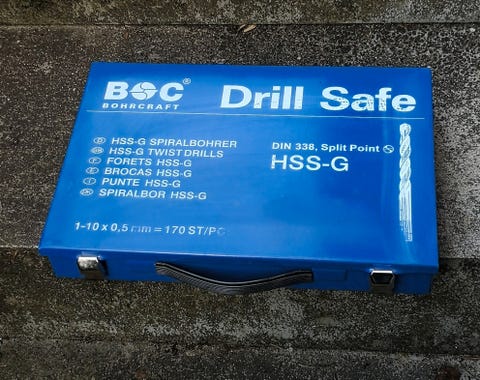 BOC®
BOHRCRAFT
Drill Safe
D HSS-G SPIRALBOHRER
HSS-G TWIST DRILLS
F FORETS HSS-G
E BROCAS HSS-G
I PUNTE HSS-G
SPIRALBOR HSS-G
DIN 338, Split Point
HSS-G
1-10 x 0,5 mm = 170 ST/PC